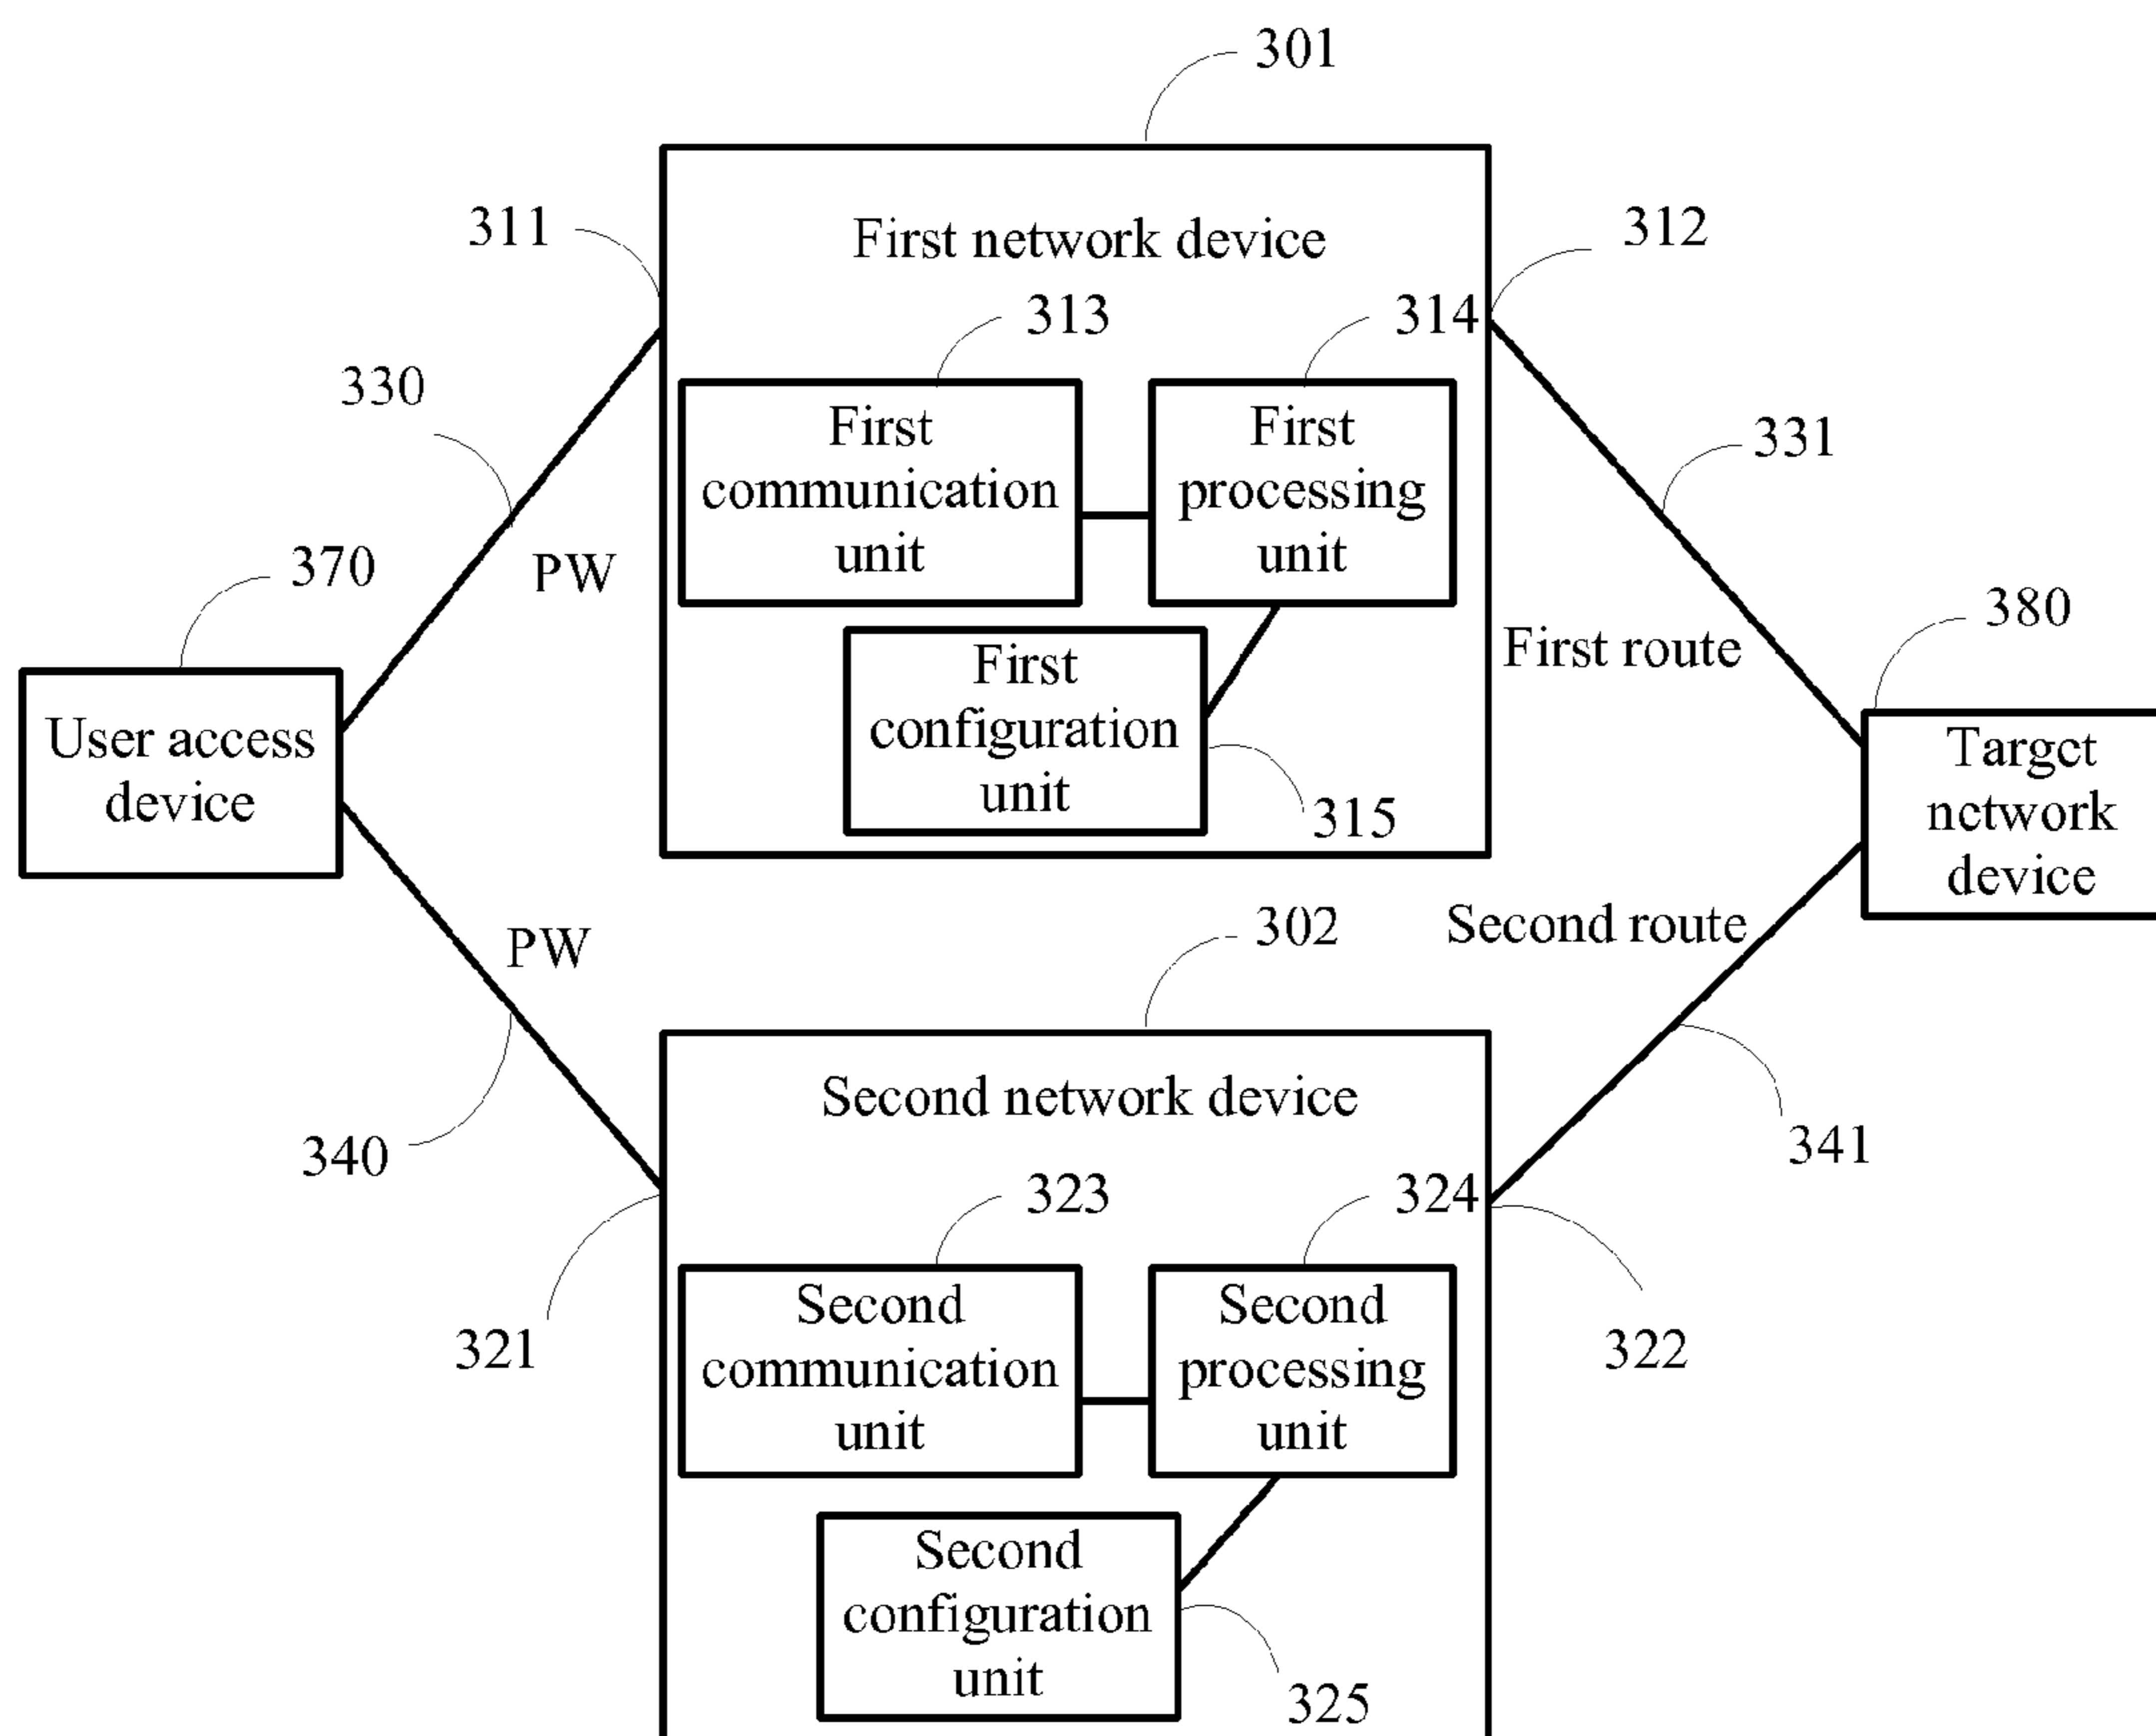 301
311
First network device
312
313
314
330
First
communication
unit
First
processing
unit
331
PW
370
First
configuration
unit
315
First route
380
User access
device
Target
network
device
PW
302
Second route
340
Second network device
341
323
324
321
Second
communication
unit
Second
processing
unit
322
Second
configuration
unit
325